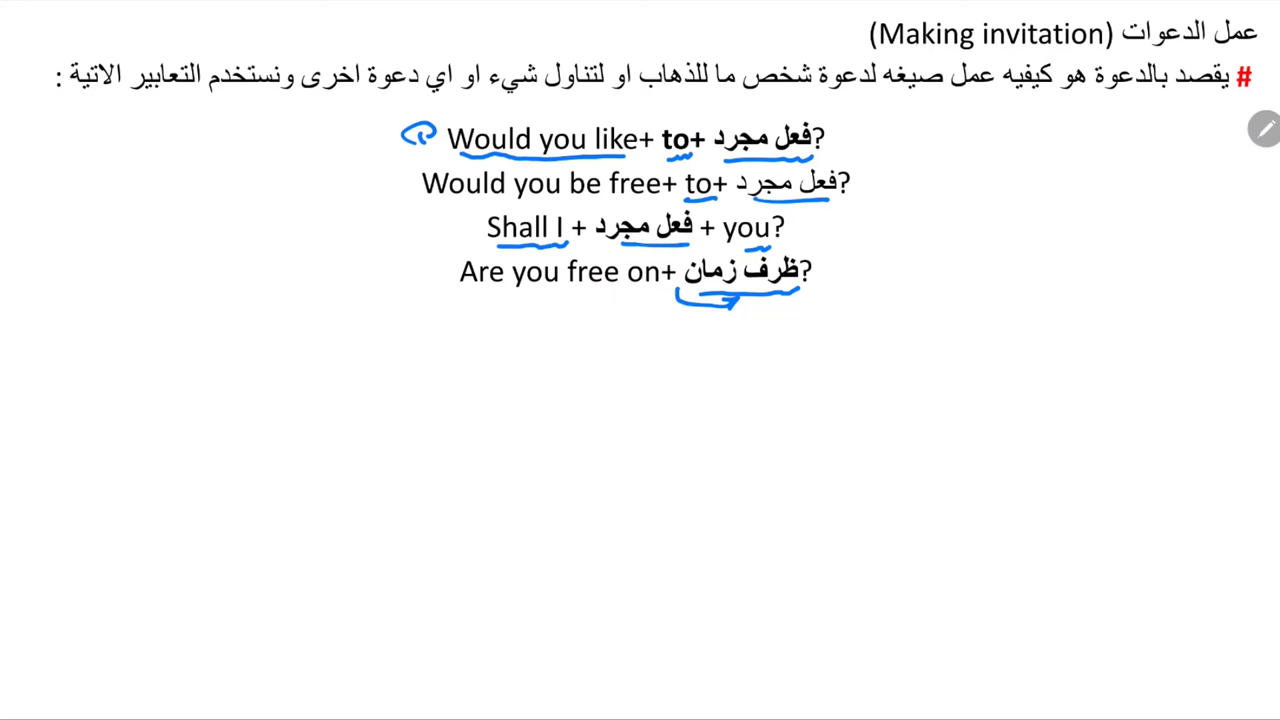 عمل الدعوات (Making invitation)
# يقصد بالدعوة هو كيفيه عمل صيغه لدعوة شخص ما للذهاب او لتناول شيء او اي دعوة اخرى ونستخدم التعابير الاتية :
Would you like+ to+ فعل مجرد?
Would you be free+ to+ فعل مجرد?
Shall I + فعل مجرد + you?
Are you free on+ ظرف زمان?